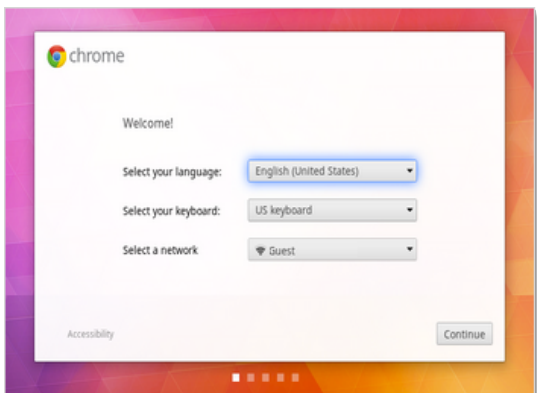 chrome
Welcome!
Select your language: English (United States)
Select your keyboard: US keyboard
Select a network Guest
Accessibility Continue